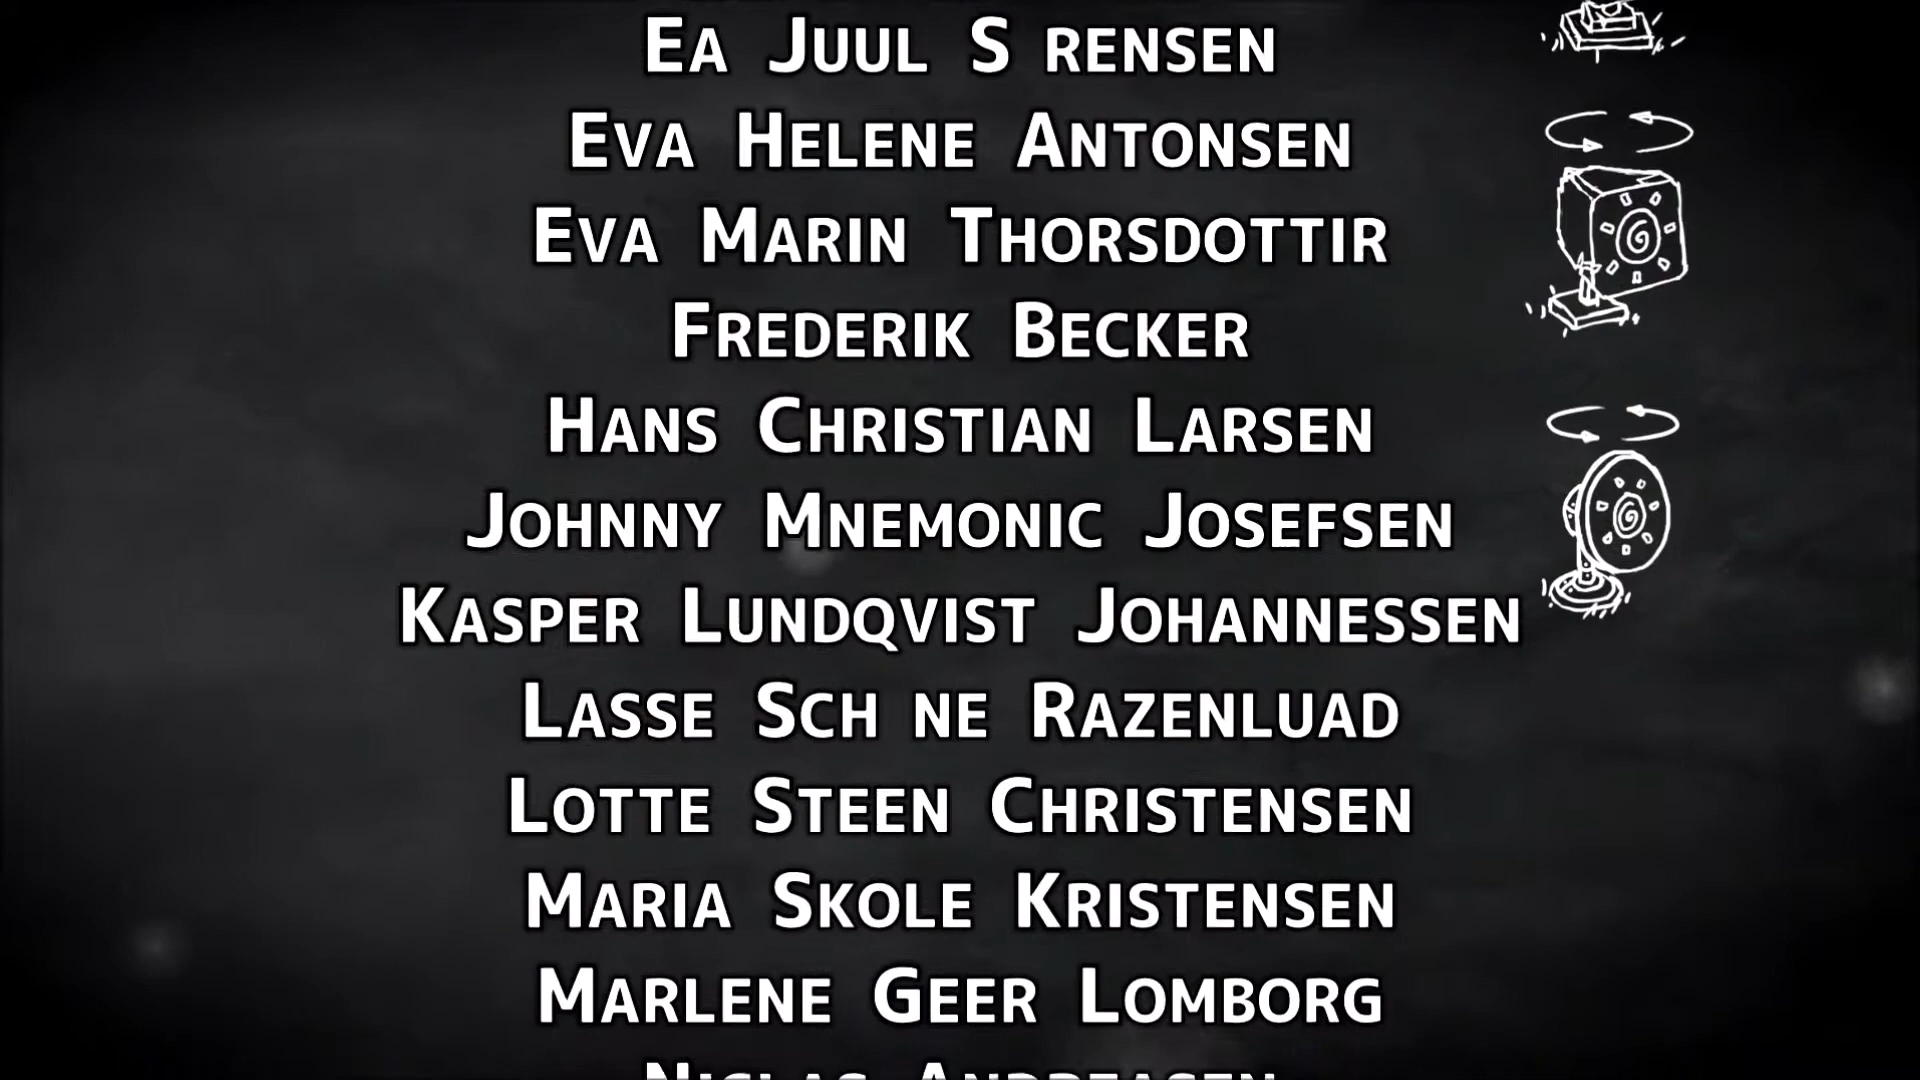 Ea Juul S rensen
Eva Helene Antonsen
Eva Marin Thorsdottir
Frederik Becker
Hans Christian Larsen
Johnny Mnemonic Josefsen
Kasper Lundqvist Johannessen
Lasse Sch ne Razenluad
Lotte Steen Christensen
Maria Skole Kristensen
Marlene Geer Lomborg